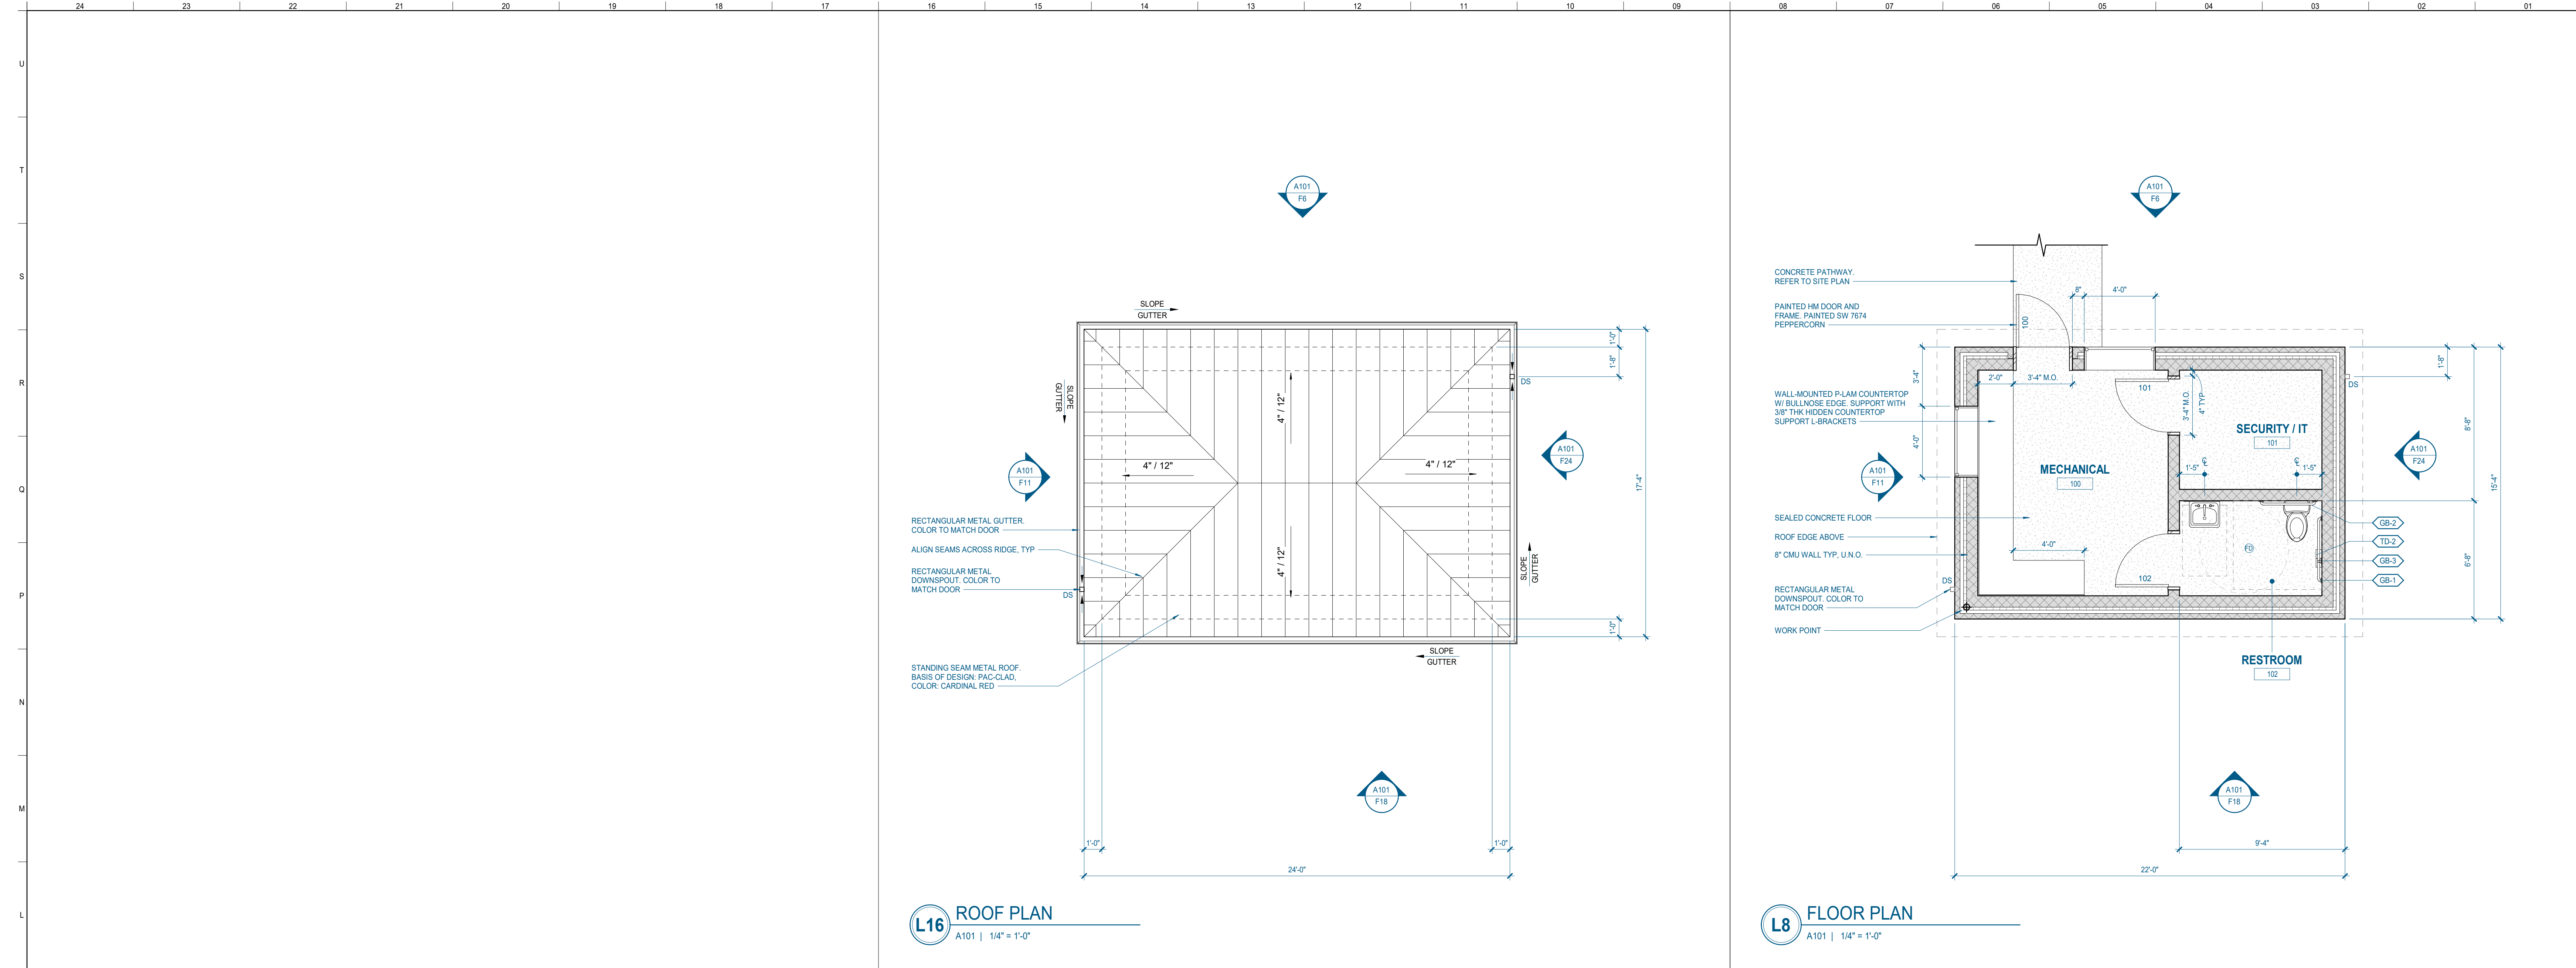 24 23 22 21 20 19 18 17 16 15 14 13 12 11 10 09 08 07 06 05 04 03 02 01
U
T
S
R
Q
P
N
M
L
A101
F6
SLOPE
GUTTER
SLOPE
GUTTER
1'-0"
1'-8"
DS
4" / 12"
4" / 12"
4" / 12"
4" / 12"
A101
F11
A101
F24
17'-4"
RECTANGULAR METAL GUTTER.
COLOR TO MATCH DOOR
ALIGN SEAMS ACROSS RIDGE, TYP
RECTANGULAR METAL
DOWNSPOUT. COLOR TO
MATCH DOOR
DS
SLOPE
GUTTER
1'-0"
SLOPE
GUTTER
STANDING SEAM METAL ROOF.
BASIS OF DESIGN: PAC-CLAD,
COLOR: CARDINAL RED
A101
F18
1'-0"
1'-0"
24'-0"
L16
ROOF PLAN
A101 | 1/4" = 1'-0"
A101
F6
CONCRETE PATHWAY.
REFER TO SITE PLAN
8"
4'-0"
PAINTED HM DOOR AND
FRAME. PAINTED SW 7674
PEPPERCORN
100
3'-4"
2'-0"
3'-4" M.O.
101
3'-4" M.O.
4" TYP
DS
1'-8"
WALL-MOUNTED P-LAM COUNTERTOP
W/ BULLNOSE EDGE. SUPPORT WITH
3/8" THK HIDDEN COUNTERTOP
SUPPORT L-BRACKETS
4'-0"
SECURITY / IT
101
8'-8"
A101
F11
MECHANICAL
100
1'-5"
1'-5"
A101
F24
15'-4"
SEALED CONCRETE FLOOR
ROOF EDGE ABOVE
8" CMU WALL TYP, U.N.O.
4'-0"
FD
GB-2
TD-2
GB-3
GB-1
6'-8"
102
DS
RECTANGULAR METAL
DOWNSPOUT. COLOR TO
MATCH DOOR
WORK POINT
RESTROOM
102
A101
F18
9'-4"
22'-0"
L8
FLOOR PLAN
A101 | 1/4" = 1'-0"